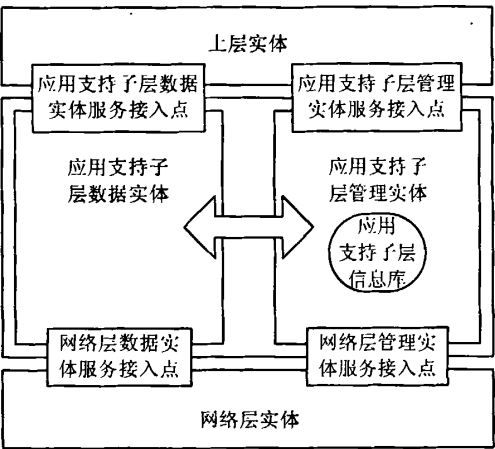 上层实体
应用支持子层数据
实体服务接入点
应用支持子层管理
实体服务接入点
应用支持子
层数据实体
应用支持子
层管理实体
应用
支持子层
信息库
网络层数据实
体服务接入点
网络层管理实
体服务接入点
网络层实体